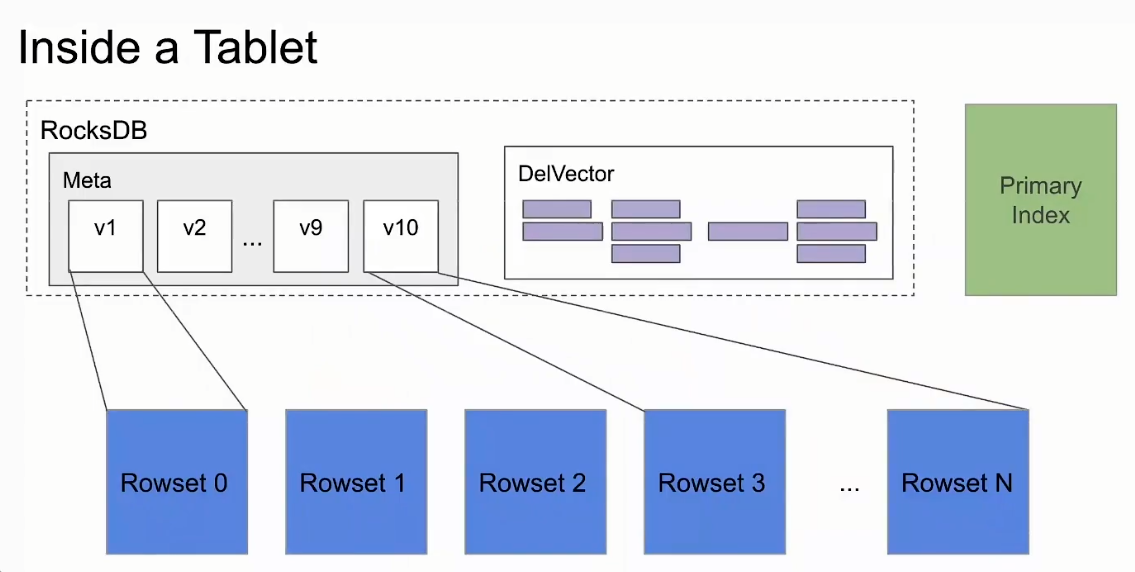 Inside a Tablet
RocksDB
Meta
v1
v2
...
v9
v10
DelVector
Primary
Index
Rowset 0
Rowset 1
Rowset 2
Rowset 3
...
Rowset N